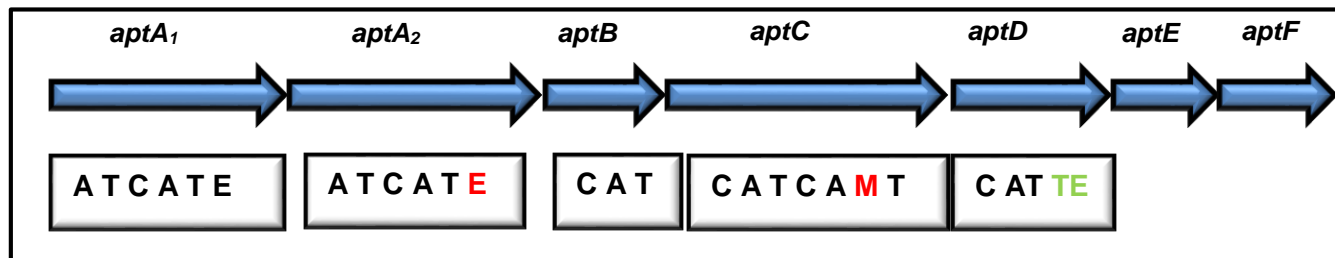 aptA₁ aptA₂ aptB aptC aptD aptE aptF
A T C A T E A T C A T E C A T C A T C A M T C AT TE